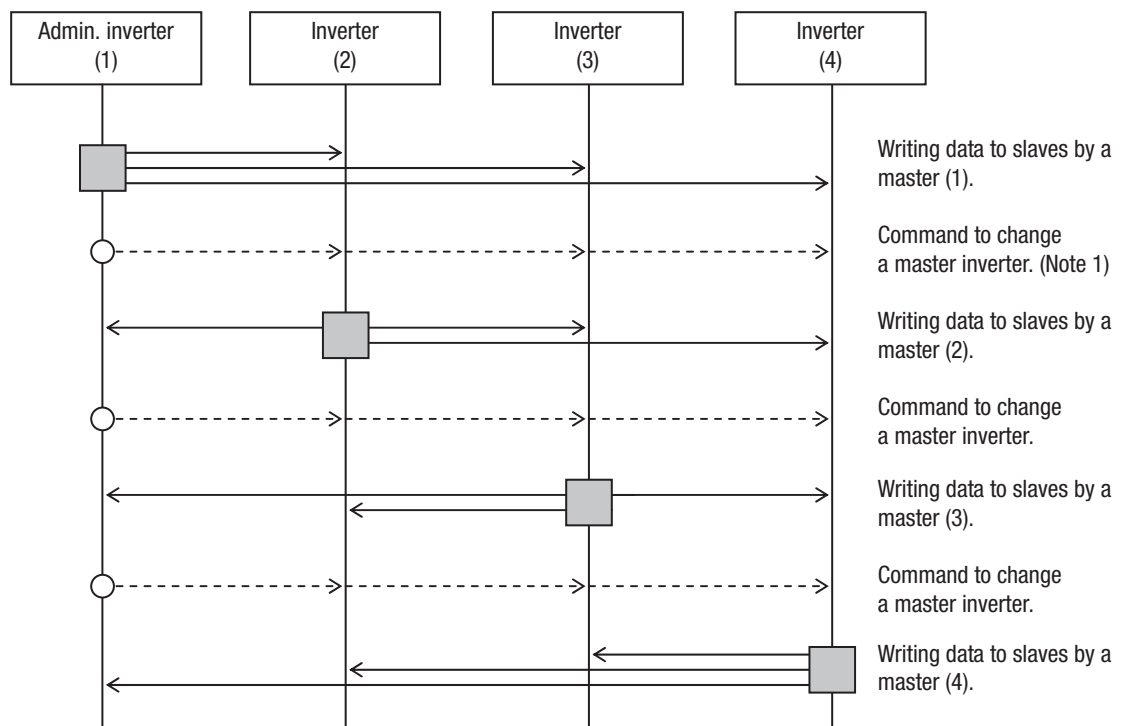 Admin. inverter
(1)
Inverter
(2)
Inverter
(3)
Inverter
(4)
Writing data to slaves by a
master (1).
Command to change
a master inverter. (Note 1)
Writing data to slaves by a
master (2).
Command to change
a master inverter.
Writing data to slaves by a
master (3).
Command to change
a master inverter.
Writing data to slaves by a
master (4).